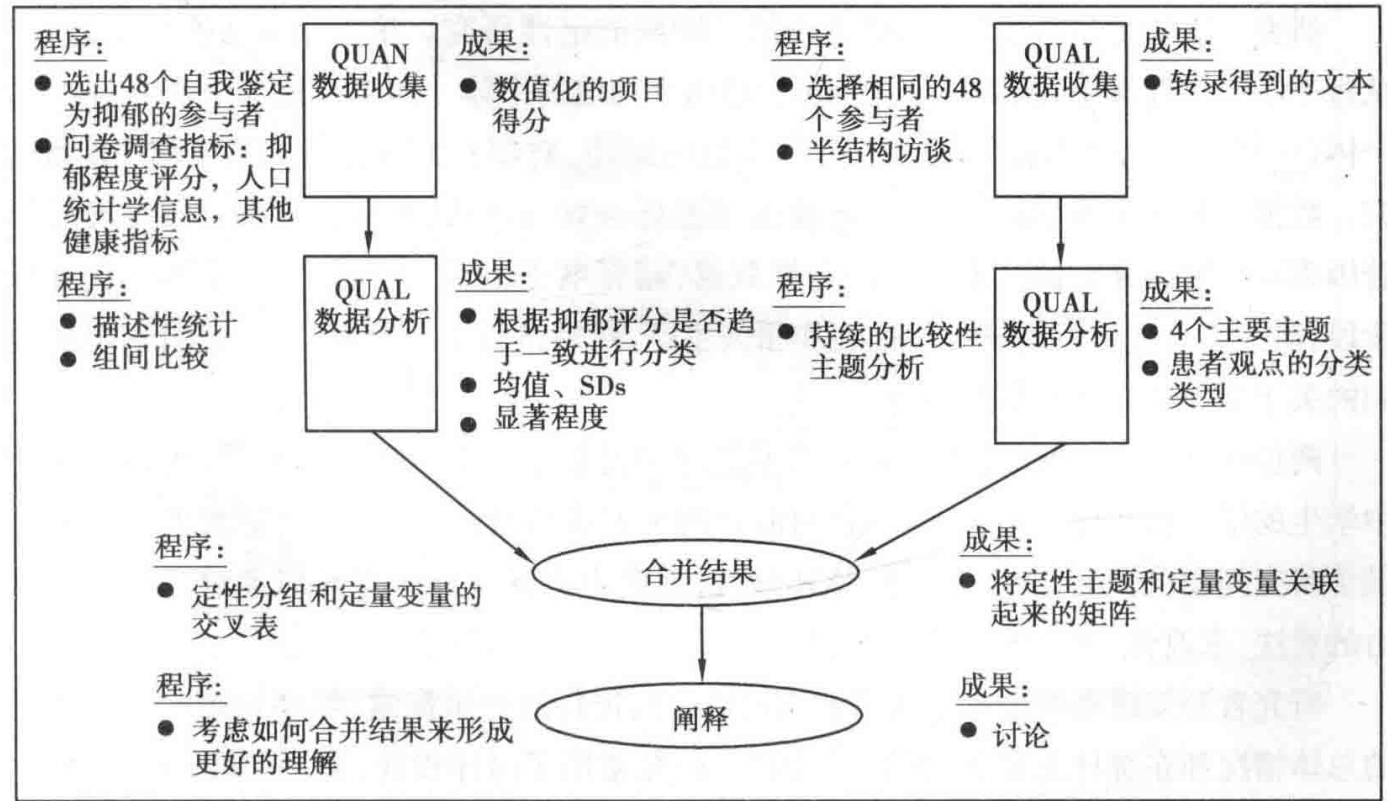 程序:
● 选出48个自我鉴定
为抑郁的参与者
● 问卷调查指标:抑
郁程度评分,人口
统计学信息,其他
健康指标
QUAN
数据收集
成果:
● 数值化的项目
得分
程序:
● 选择相同的48
个参与者
● 半结构访谈
QUAL
数据收集
成果:
● 转录得到的文本
程序:
● 描述性统计
● 组间比较
QUAL
数据分析
成果:
● 根据抑郁评分是否趋
于一致进行分类
● 均值、SDs
● 显著程度
程序:
● 持续的比较性
主题分析
QUAL
数据分析
成果:
● 4个主要主题
● 患者观点的分类
类型
程序:
● 定性分组和定量变量的
交叉表
合并结果
成果:
● 将定性主题和定量变量关联
起来的矩阵
程序:
● 考虑如何合并结果来形成
更好的理解
阐释
成果:
● 讨论